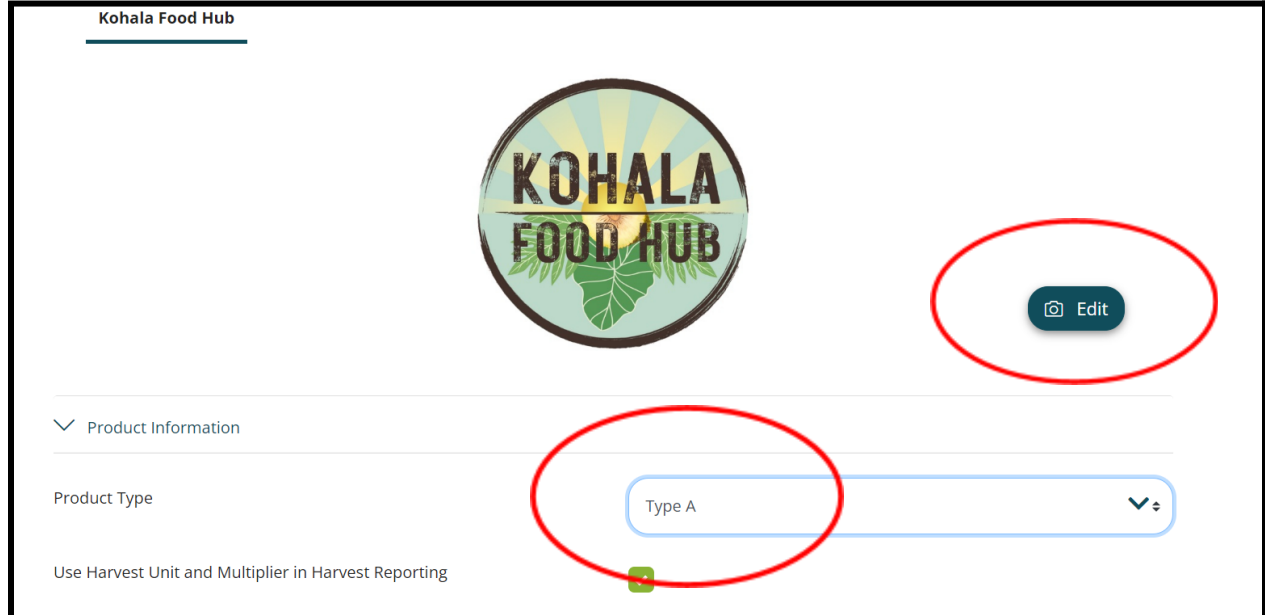 Kohala Food Hub
KOHALA
FOOD HUB
Edit
Product Information
Product Type
Type A
Use Harvest Unit and Multiplier in Harvest Reporting